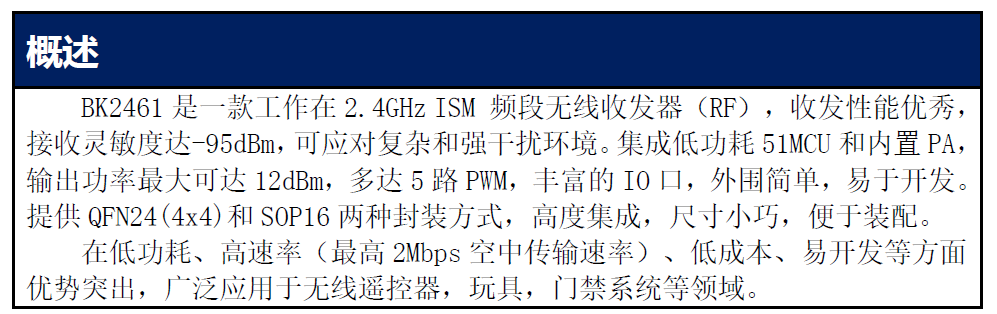 概述
BK2461 是一款工作在 2.4GHz ISM 频段无线收发器（RF），收发性能优秀，
接收灵敏度达-95dBm，可应对复杂和强干扰环境。集成低功耗 51MCU 和内置 PA，
输出功率最大可达 12dBm，多达 5 路 PWM，丰富的 IO 口，外围简单，易于开发。
提供 QFN24(4x4)和 SOP16 两种封装方式，高度集成，尺寸小巧，便于装配。
在低功耗、高速率（最高 2Mbps 空中传输速率）、低成本、易开发等方面
优势突出，广泛应用于无线遥控器，玩具，门禁系统等领域。